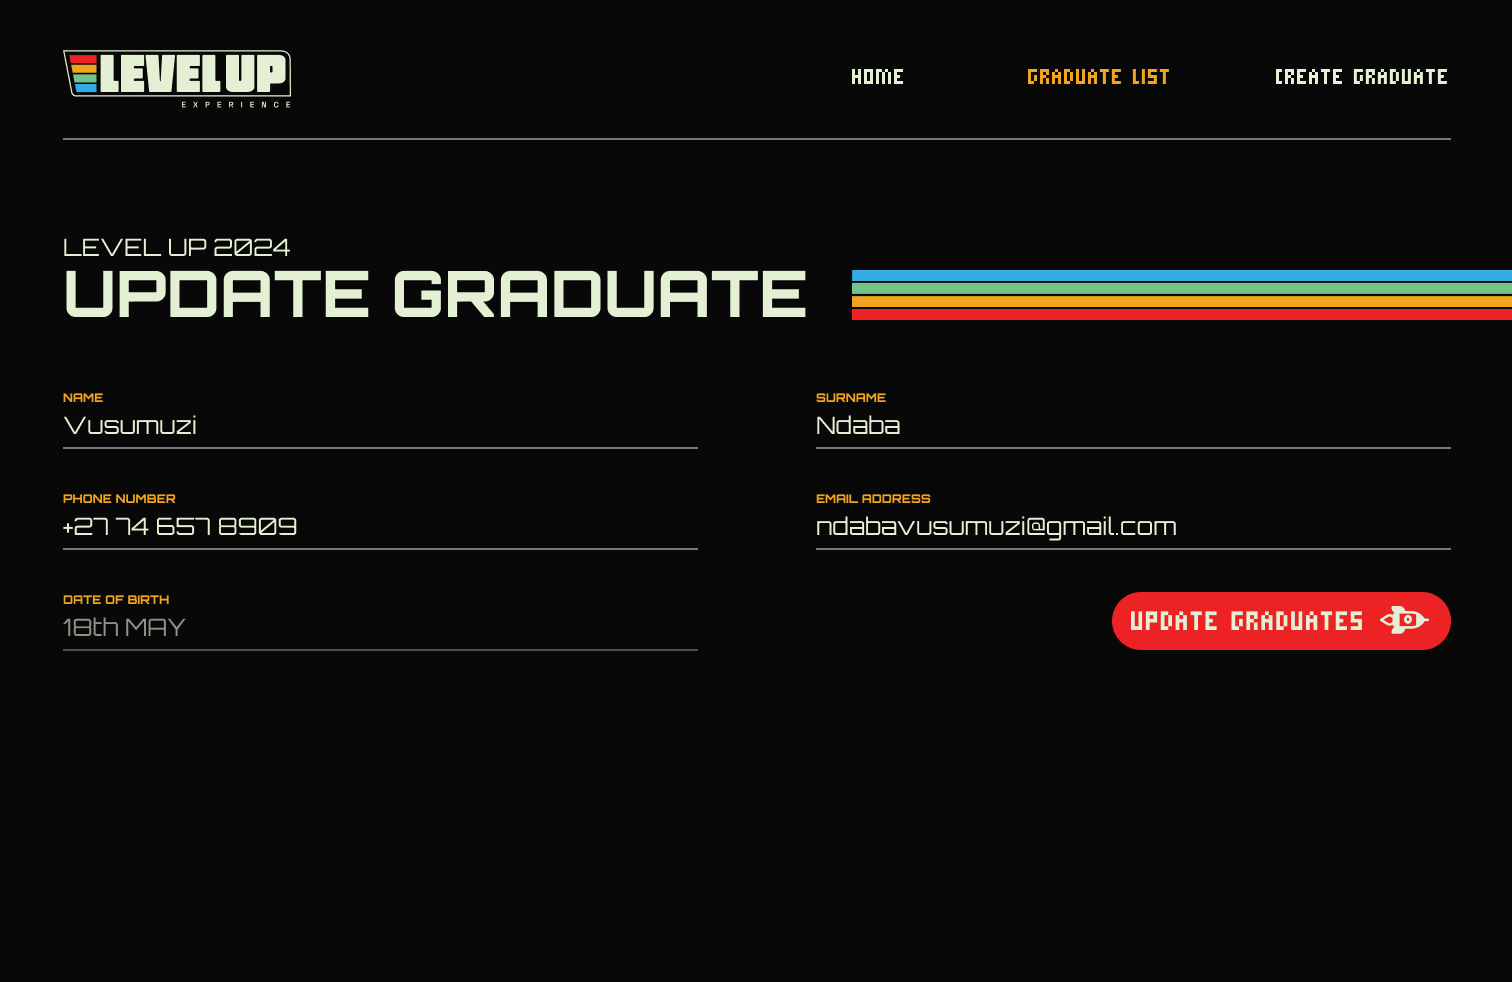 LEVEL UP
EXPERIENCE
HOME
GRADUATE LIST
CREATE GRADUATE
LEVEL UP 2024
UPDATE GRADUATE
NAME
Vusumuzi
SURNAME
Ndaba
PHONE NUMBER
+27 74 657 8909
EMAIL ADDRESS
ndabavusumuzi@gmail.com
DATE OF BIRTH
18th MAY
UPDATE GRADUATES